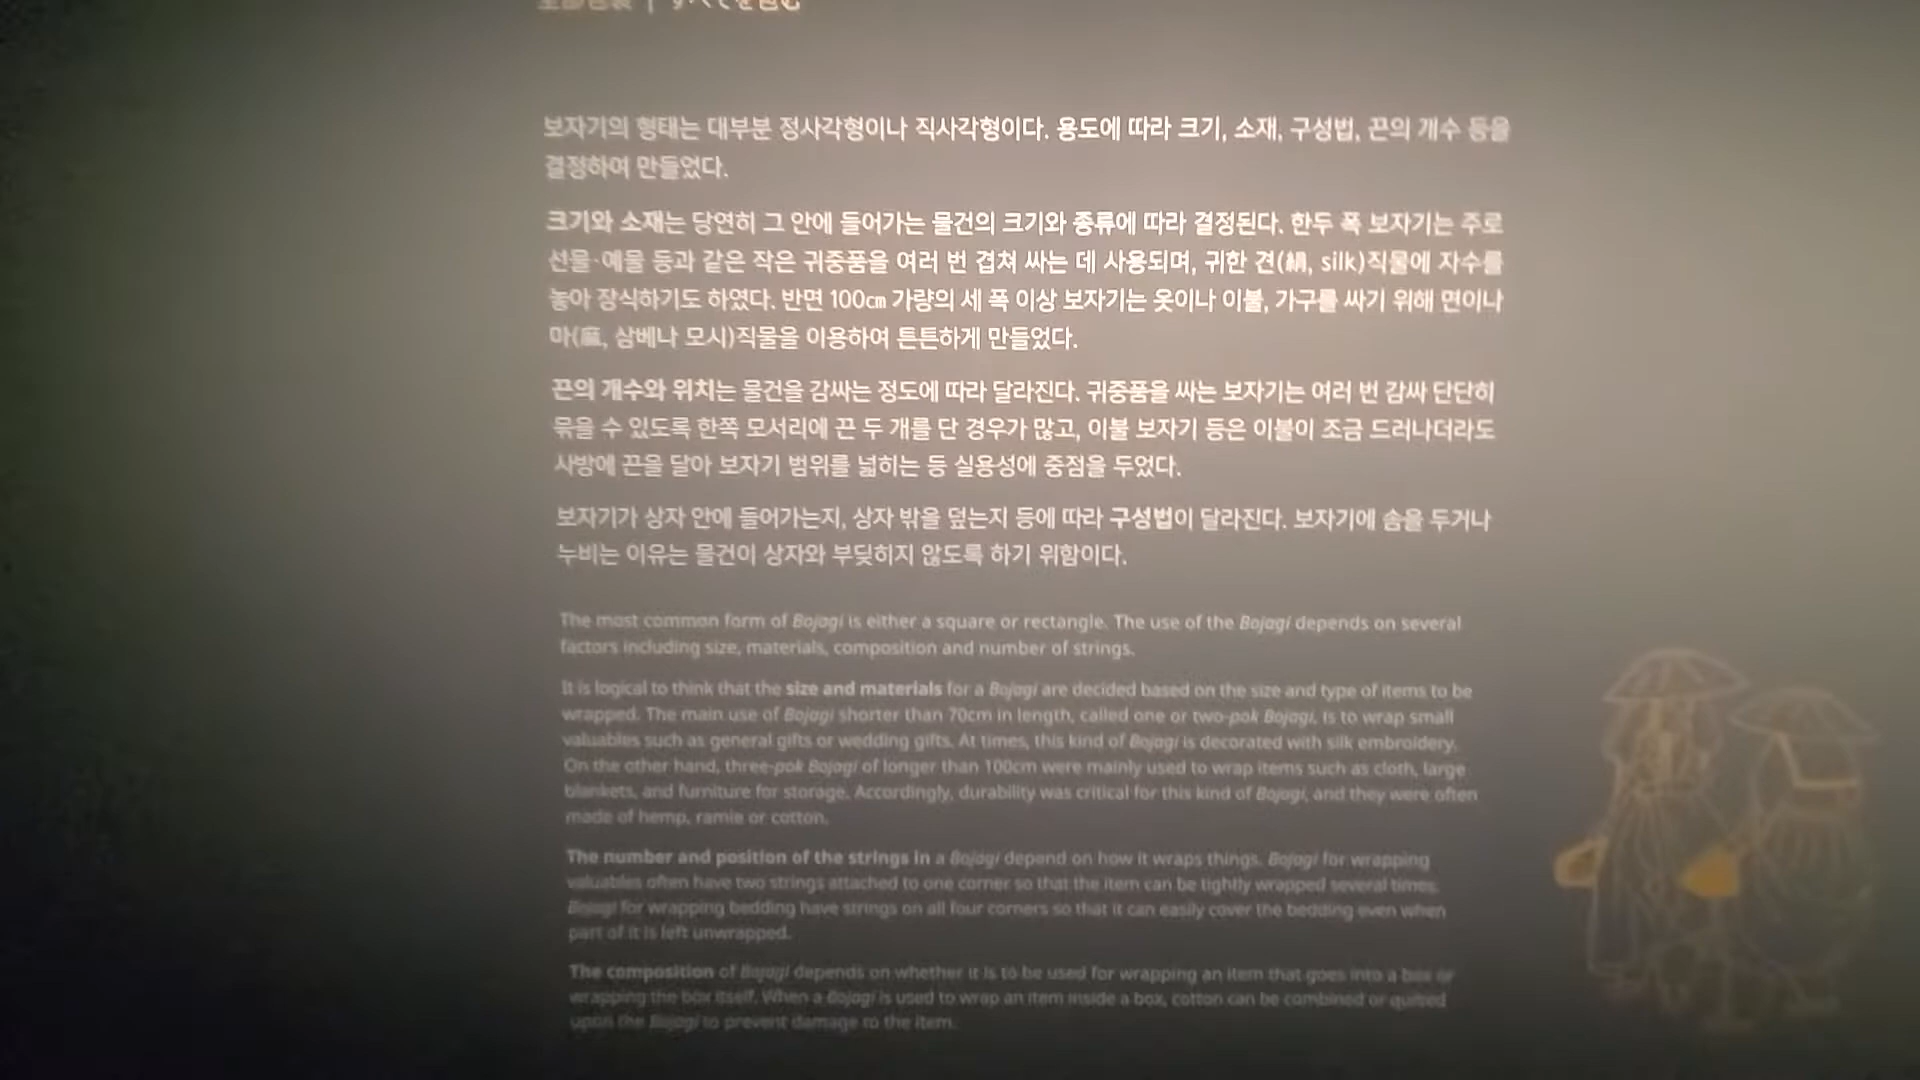 すべてを包む
보자기의 형태는 대부분 정사각형이나 직사각형이다. 용도에 따라 크기, 소재, 구성법, 끈의 개수 등을
결정하여 만들었다.
크기와 소재는 당연히 그 안에 들어가는 물건의 크기와 종류에 따라 결정된다. 한두 폭 보자기는 주로
선물·예물 등과 같은 작은 귀중품을 여러 번 겹쳐 싸는 데 사용되며, 귀한 견(絹, silk)직물에 자수를
놓아 장식하기도 하였다. 반면 100㎝ 가량의 세 폭 이상 보자기는 옷이나 이불, 가구를 싸기 위해 면이나
마(麻, 삼베나 모시)직물을 이용하여 튼튼하게 만들었다.
끈의 개수와 위치는 물건을 감싸는 정도에 따라 달라진다. 귀중품을 싸는 보자기는 여러 번 감싸 단단히
묶을 수 있도록 한쪽 모서리에 끈 두 개를 단 경우가 많고, 이불 보자기 등은 이불이 조금 드러나더라도
사방에 끈을 달아 보자기 범위를 넓히는 등 실용성에 중점을 두었다.
보자기가 상자 안에 들어가는지, 상자 밖을 덮는지 등에 따라 구성법이 달라진다. 보자기에 솜을 두거나
누비는 이유는 물건이 상자와 부딪히지 않도록 하기 위함이다.
The most common form of Bojagi is either a square or rectangle. The use of the Bojagi depends on several
factors including size, materials, composition and number of strings.
It is logical to think that the size and materials for a Bojagi are decided based on the size and type of items to be
wrapped. The main use of Bojagi shorter than 70cm in length, called one or two-pok Bojagi, is to wrap small
valuables such as general gifts or wedding gifts. At times, this kind of Bojagi is decorated with silk embroidery.
On the other hand, three-pok Bojagi of longer than 100cm were mainly used to wrap items such as cloth, large
blankets, and furniture for storage. Accordingly, durability was critical for this kind of Bojagi, and they were often
made of hemp, ramie or cotton.
The number and position of the strings in a Bojagi depend on how it wraps things. Bojagi for wrapping
valuables often have two strings attached to one corner so that the item can be tightly wrapped several times.
Bojagi for wrapping bedding have strings on all four corners so that it can easily cover the bedding even when
part of it is left unwrapped.
The composition of Bojagi depends on whether it is to be used for wrapping an item that goes into a box or
wrapping the box itself. When a Bojagi is used to wrap an item inside a box, cotton can be combined or quilted
upon the Bojagi to prevent damage to the item.